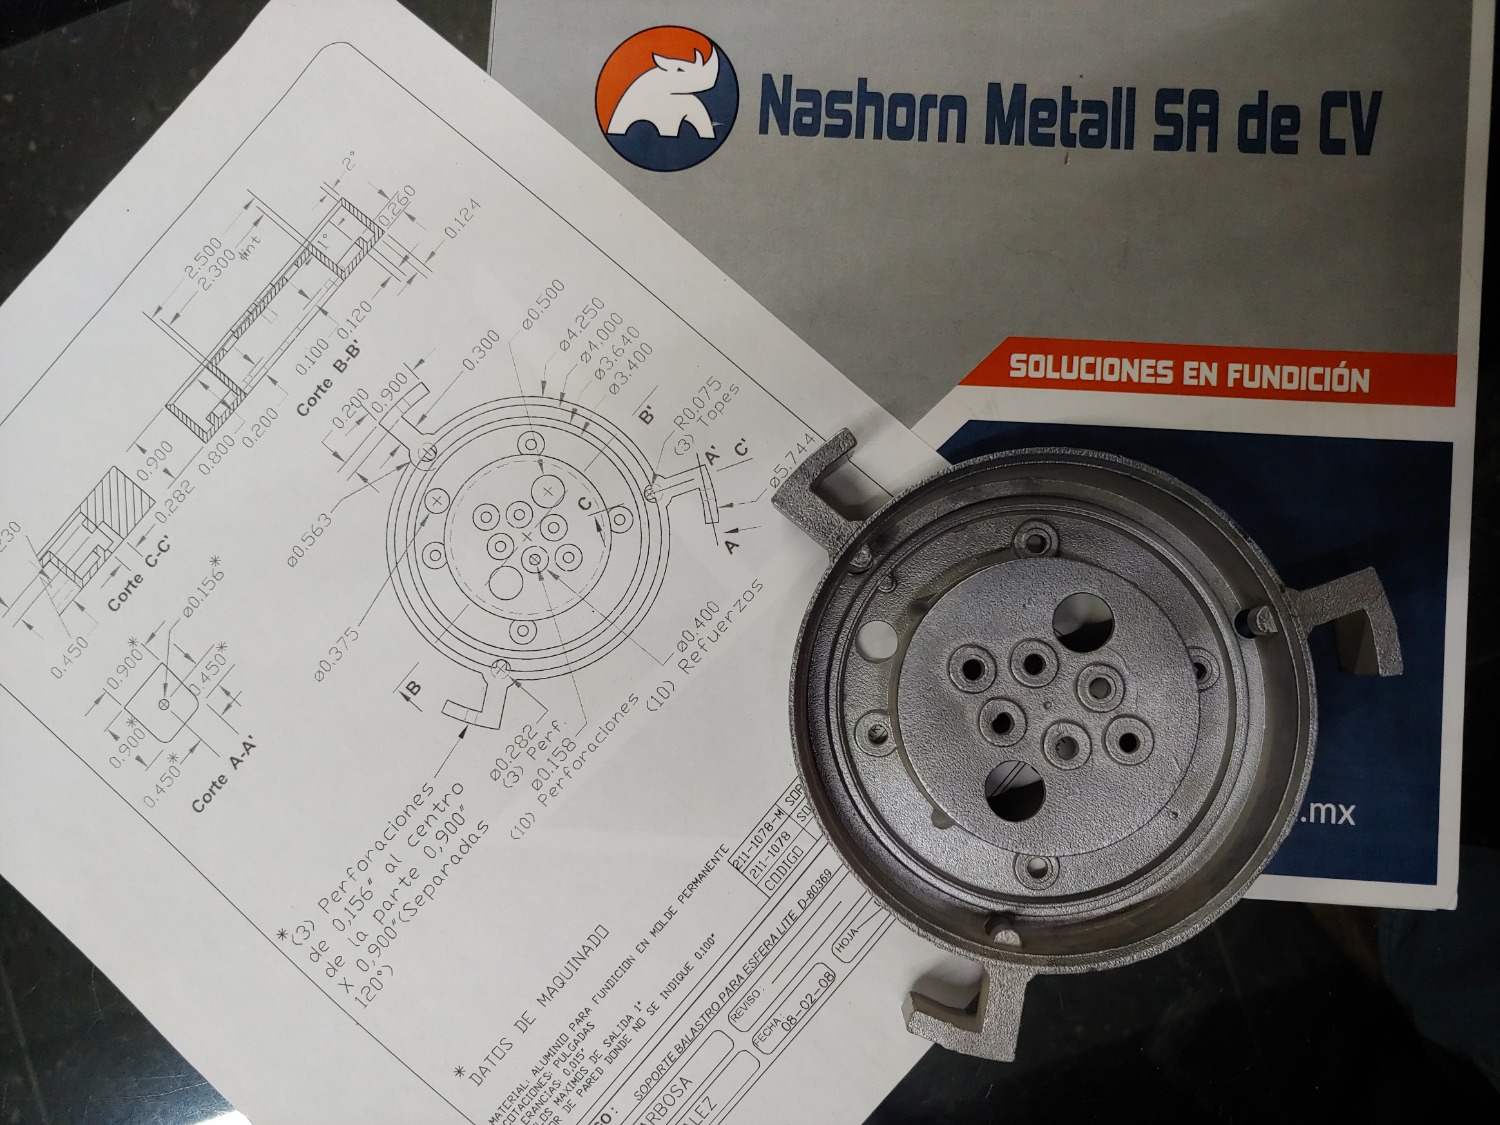 Nashorn Metall SA de CV
SOLUCIONES EN FUNDICIÓN
.mx
2.500
2.300
2°
0.260
0.124
1°
0.120
0.100
Corte B-B'
0.200
0.800
0.900
0.282
Corte C-C'
0.450
ø0.156*
0.900*
0.450*
0.900*
0.450*
Corte A-A'
0.200
0.900
0.300
ø0.500
ø4.250
ø4.000
ø3.640
ø3.400
B'
R0.075
(3) Topes
A'
C'
ø5.744
C
A
ø0.563
ø0.375
B
ø0.400
(10) Refuerzos
ø0.282
(3) Perf.
ø0.158
(10) Perforaciones
*(3) Perforaciones
de 0.156" al centro
de la parte 0,900"
X 0,900"(Separadas
120°)
* DATOS DE MAQUINADO
MATERIAL: ALUMINIO PARA FUNDICION EN MOLDE PERMANENTE
COTACIONES: PULGADAS
ERANCIAS: 0,015"
LOS MAXIMOS DE SALIDA 1°
OR DE PARED DONDE NO SE INDIQUE 0.100"
211-1078-M
211-1078
CODIGO
SO:
SOPORTE BALASTRO PARA ESFERA LITE D-80369
ARBOSA
LEZ
REVISO:
FECHA:
08-02-08
HOJA